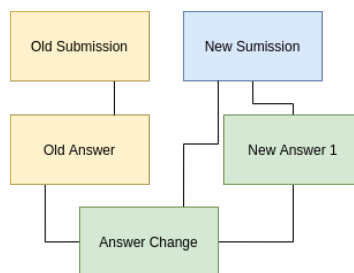 Old Submission
New Sumission
Old Answer
New Answer 1
Answer Change